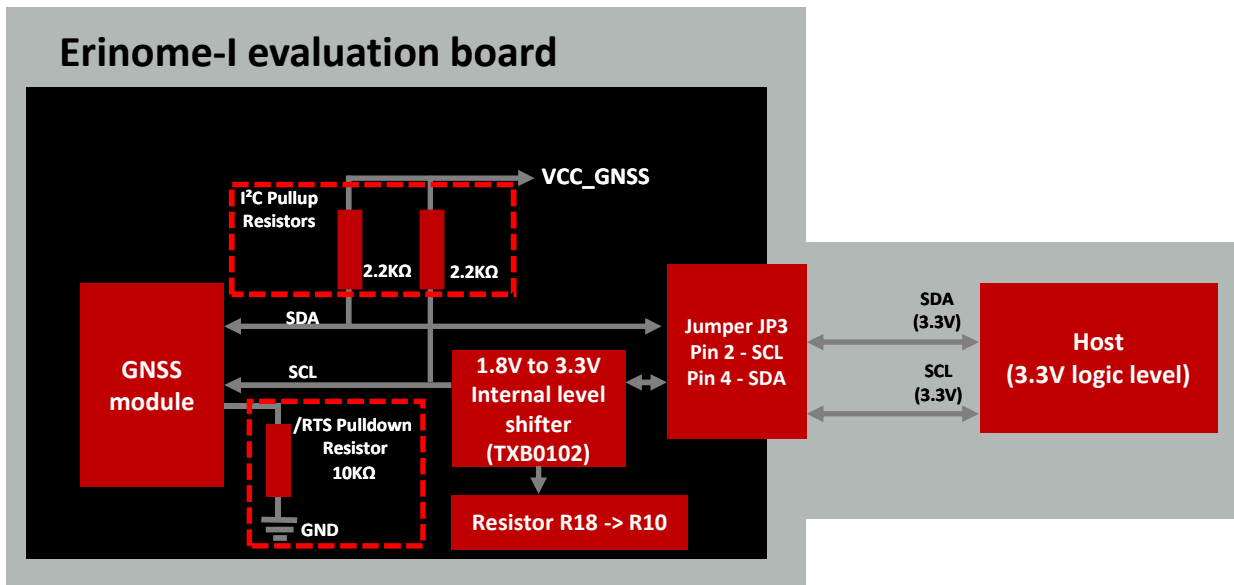 Erinome-I evaluation board
VCC_GNSS
I²C Pullup
Resistors
2.2KΩ
2.2KΩ
GNSS
module
SDA
SCL
/RTS Pulldown
Resistor
10KΩ
GND
1.8V to 3.3V
Internal level
shifter
(TXB0102)
Resistor R18 -> R10
Jumper JP3
Pin 2 - SCL
Pin 4 - SDA
SDA
(3.3V)
SCL
(3.3V)
Host
(3.3V logic level)